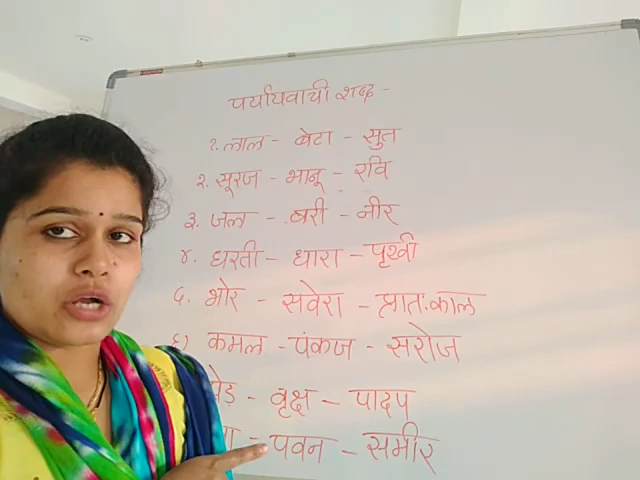 पर्यायवाची शब्द -
१. लाल - बेटा - सुत
२. सूरज - भानू - रवि
३. जल - बरी - नीर
४. धरती - धारा - पृथ्वी
५. भोर - सवेरा - प्रातःकाल
६) कमल - पंकज - सरोज
पेड़ - वृक्ष - पादप
- पवन - समीर